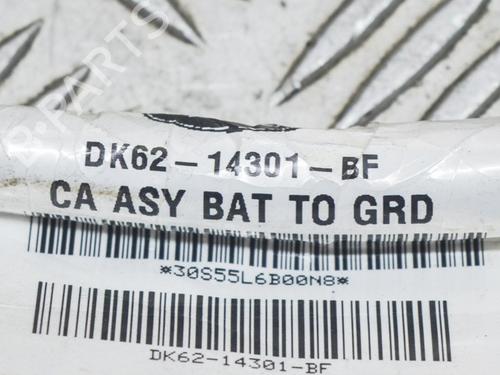 B-PARTS
DK62-14301-BF
CA ASY BAT TO GRD
*30S55L6B00N8*
DK62-14301-BF